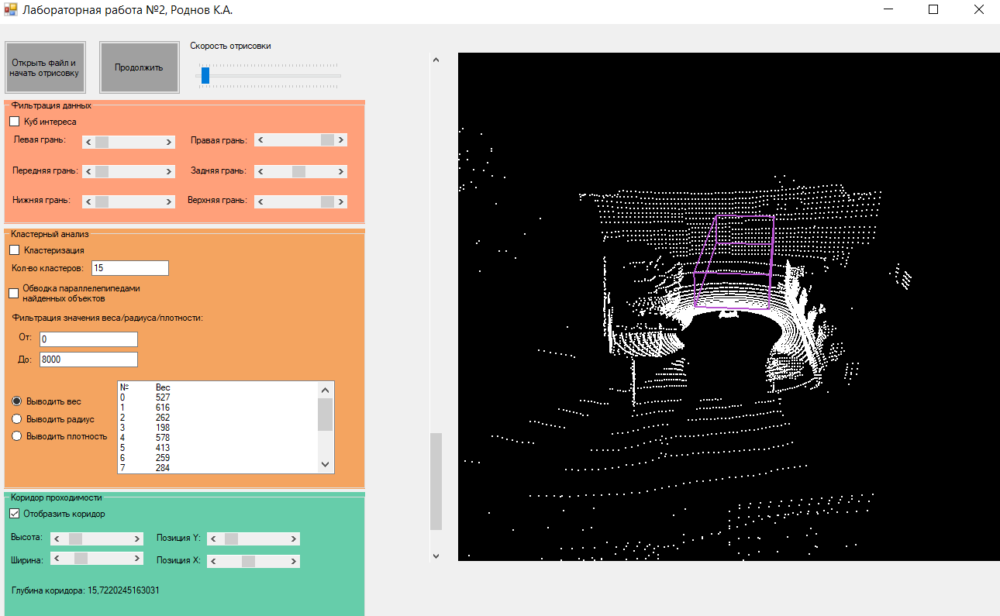 Лабораторная работа №2, Роднов К.А.
Открыть файл и
начать отрисовку
Продолжить
Скорость отрисовки
Фильтрация данных
Куб интереса
Левая грань:
Правая грань:
Передняя грань:
Задняя грань:
Нижняя грань:
Верхняя грань:
Кластерный анализ
Кластеризация
Кол-во кластеров: 15
Обводка параллелепипедами
найденных объектов
Фильтрация значения веса/радиуса/плотности:
От: 0
До: 8000
Выводить вес
Выводить радиус
Выводить плотность
№ Вес
0 527
1 616
2 262
3 198
4 578
5 413
6 259
7 284
Коридор проходимости
Отобразить коридор
Высота:
Позиция Y:
Ширина:
Позиция X:
Глубина коридора: 15,7220245163031